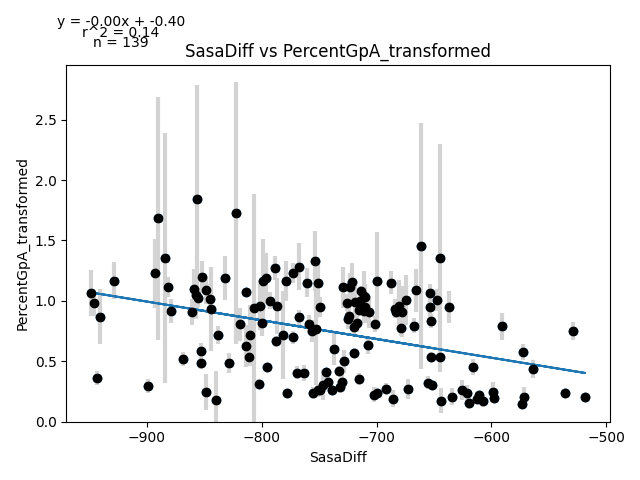 y = -0.00x + -0.40
r^2 = 0.14
n = 139
SasaDiff vs PercentGpA_transformed
PercentGpA_transformed
2.5
2.0
1.5
1.0
0.5
0.0
−900
−800
−700
−600
−500
SasaDiff